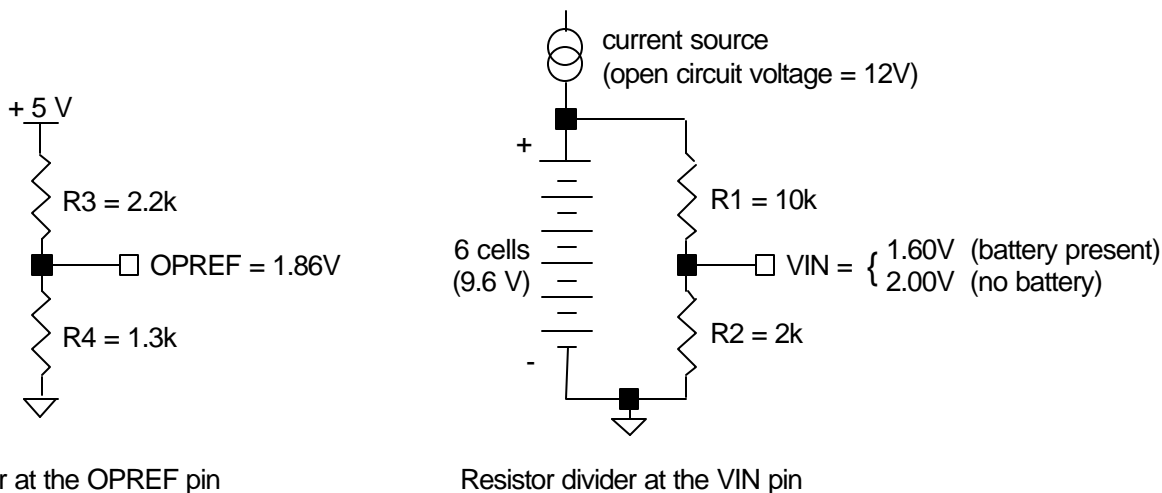 + 5 V
R3 = 2.2k
OPREF = 1.86V
R4 = 1.3k
at the OPREF pin
current source
(open circuit voltage = 12V)
+
6 cells
(9.6 V)
-
R1 = 10k
VIN = { 1.60V (battery present)
2.00V (no battery)
R2 = 2k
Resistor divider at the VIN pin